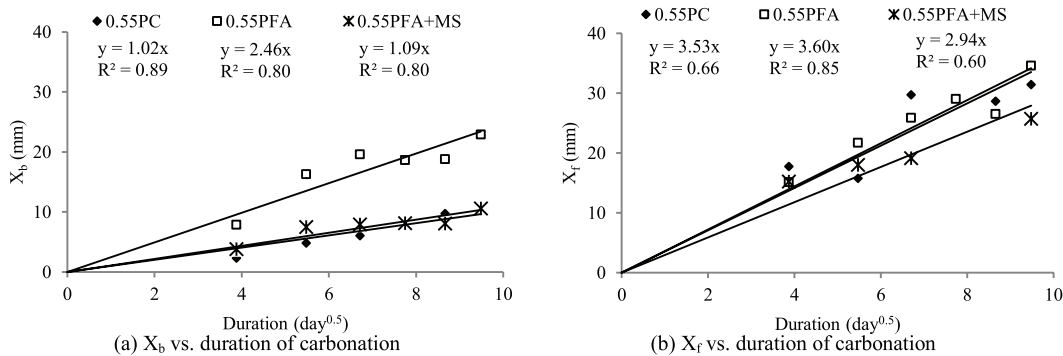 0.55PC 0.55PFA 0.55PFA+MS
y = 1.02x y = 2.46x y = 1.09x
R² = 0.89 R² = 0.80 R² = 0.80
40
30
20
10
0
X_b (mm)
0 2 4 6 8 10
Duration (day^0.5)
(a) X_b vs. duration of carbonation
0.55PC 0.55PFA 0.55PFA+MS
y = 3.53x y = 3.60x y = 2.94x
R² = 0.66 R² = 0.85 R² = 0.60
40
30
20
10
0
X_f (mm)
0 2 4 6 8 10
Duration (day^0.5)
(b) X_f vs. duration of carbonation